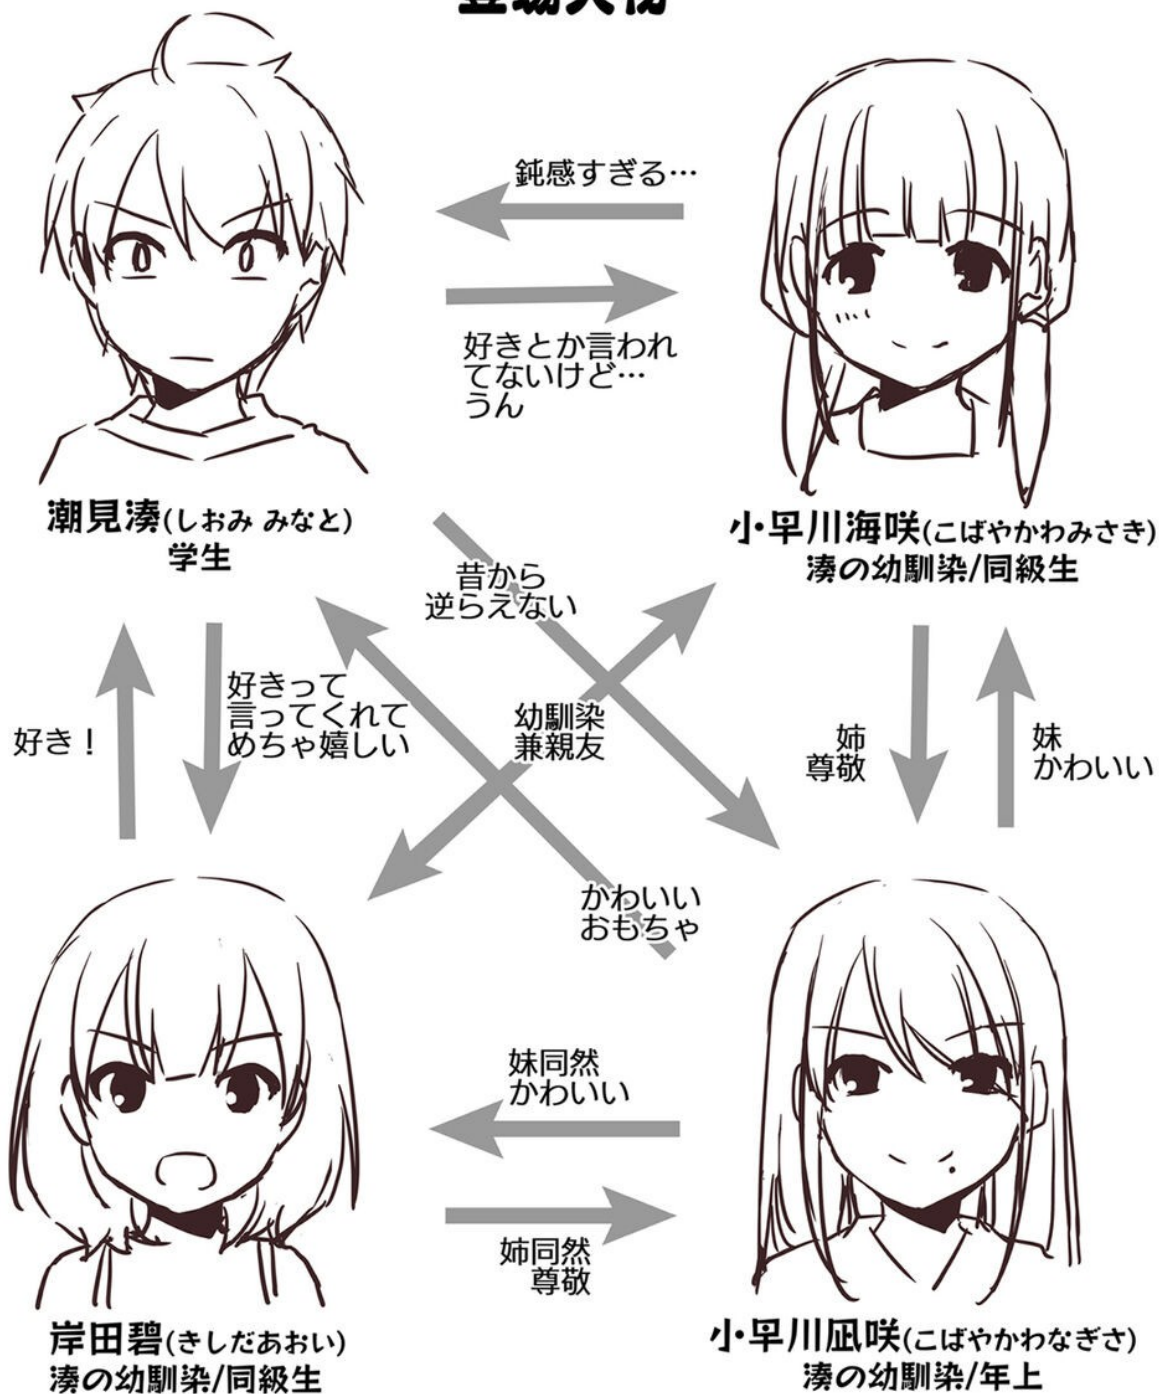 登場人物
鈍感すぎる…
好きとか言われ
てないけど…
うん
潮見湊(しおみ みなと)
学生
小早川海咲(こばやかわみさき)
湊の幼馴染/同級生
昔から
逆らえない
好き！
好きって
言ってくれて
めちゃ嬉しい
幼馴染
兼親友
姉
尊敬
妹
かわいい
かわいい
おもちゃ
妹同然
かわいい
姉同然
尊敬
岸田碧(きしだあおい)
湊の幼馴染/同級生
小早川凪咲(こばやかわなぎさ)
湊の幼馴染/年上